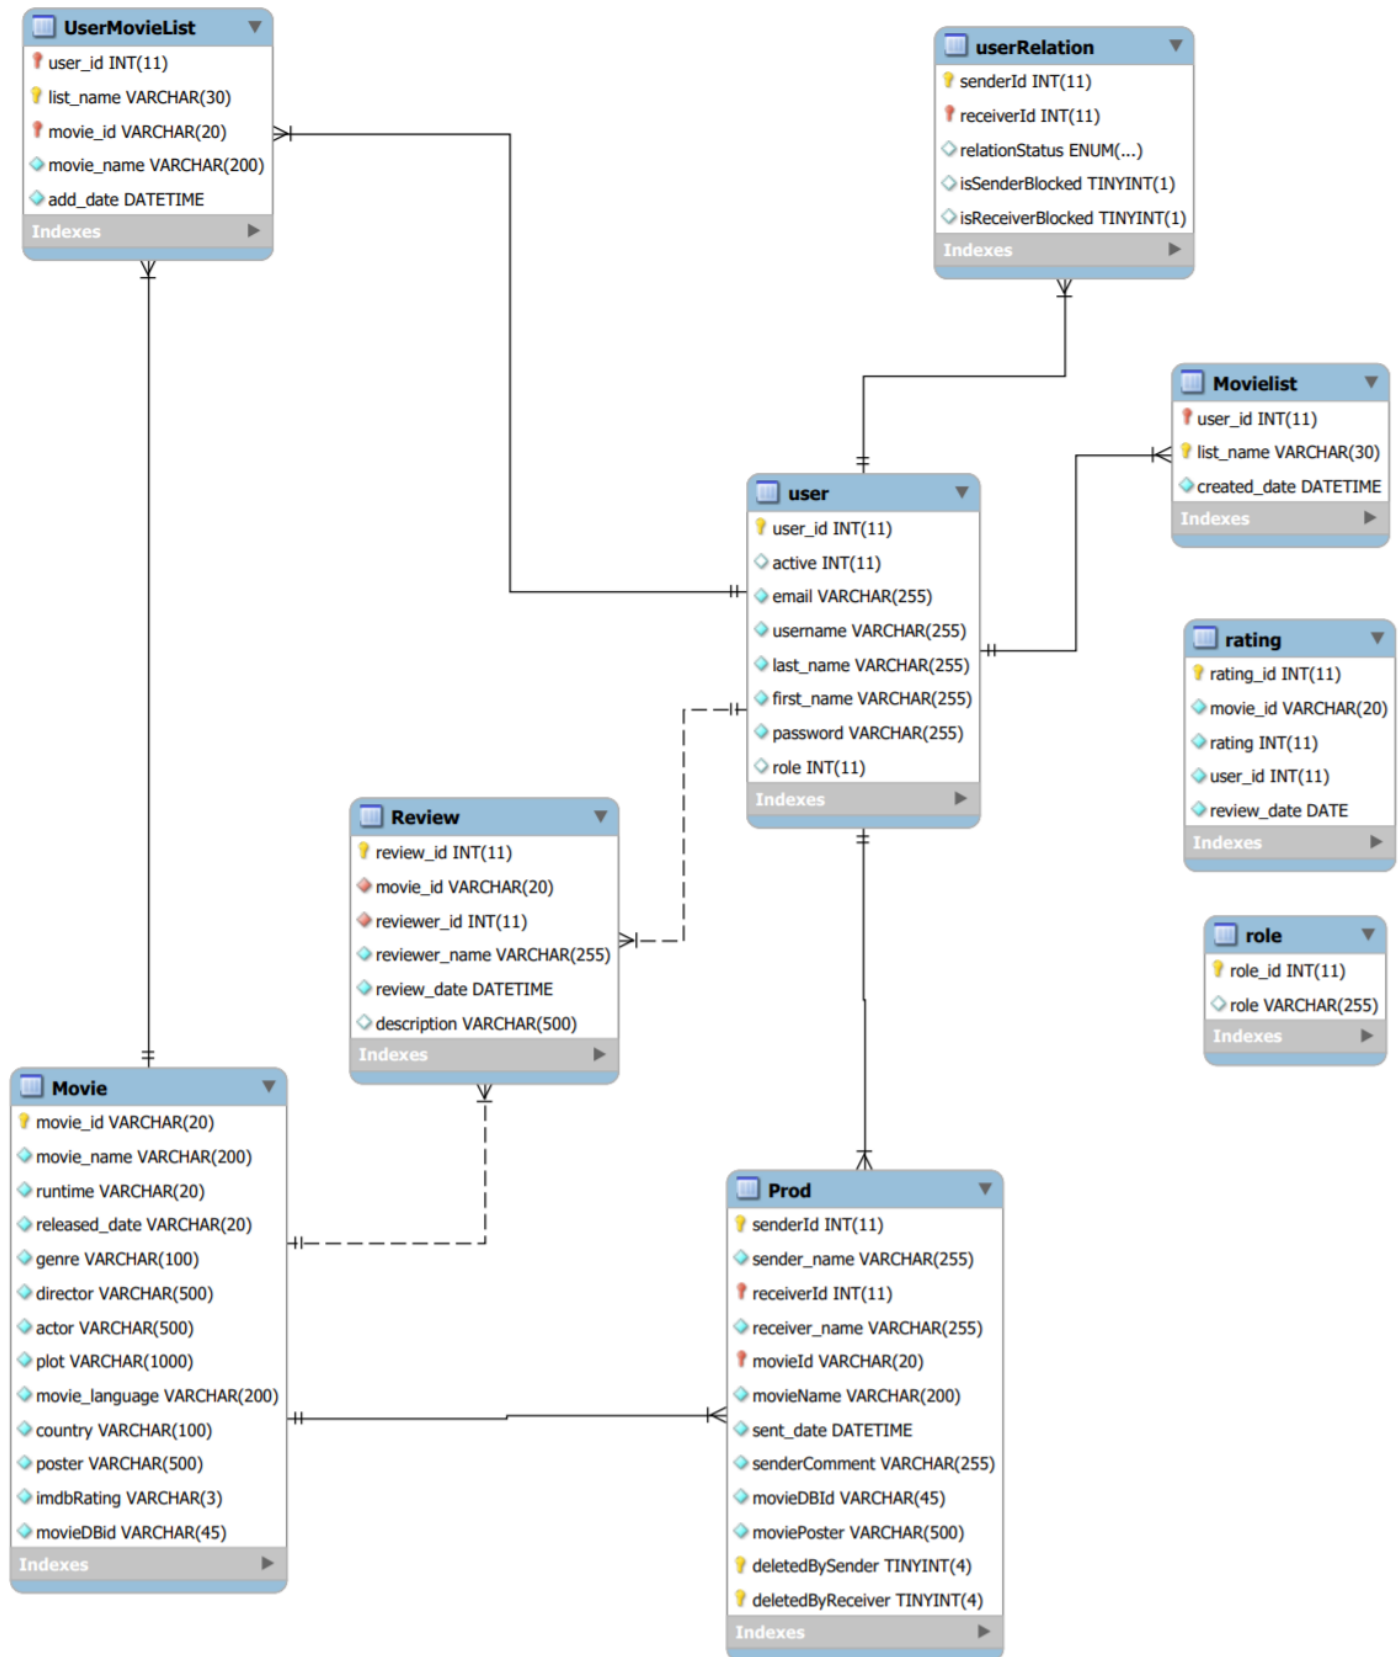 UserMovieList
user_id INT(11)
list_name VARCHAR(30)
movie_id VARCHAR(20)
movie_name VARCHAR(200)
add_date DATETIME
Indexes
userRelation
senderId INT(11)
receiverId INT(11)
relationStatus ENUM(...)
isSenderBlocked TINYINT(1)
isReceiverBlocked TINYINT(1)
Indexes
Movielist
user_id INT(11)
list_name VARCHAR(30)
created_date DATETIME
Indexes
user
user_id INT(11)
active INT(11)
email VARCHAR(255)
username VARCHAR(255)
last_name VARCHAR(255)
first_name VARCHAR(255)
password VARCHAR(255)
role INT(11)
Indexes
rating
rating_id INT(11)
movie_id VARCHAR(20)
rating INT(11)
user_id INT(11)
review_date DATE
Indexes
Review
review_id INT(11)
movie_id VARCHAR(20)
reviewer_id INT(11)
reviewer_name VARCHAR(255)
review_date DATETIME
description VARCHAR(500)
Indexes
role
role_id INT(11)
role VARCHAR(255)
Indexes
Movie
movie_id VARCHAR(20)
movie_name VARCHAR(200)
runtime VARCHAR(20)
released_date VARCHAR(20)
genre VARCHAR(100)
director VARCHAR(500)
actor VARCHAR(500)
plot VARCHAR(1000)
movie_language VARCHAR(200)
country VARCHAR(100)
poster VARCHAR(500)
imdbRating VARCHAR(3)
movieDBid VARCHAR(45)
Indexes
Prod
senderId INT(11)
sender_name VARCHAR(255)
receiverId INT(11)
receiver_name VARCHAR(255)
movieId VARCHAR(20)
movieName VARCHAR(200)
sent_date DATETIME
senderComment VARCHAR(255)
movieDBId VARCHAR(45)
moviePoster VARCHAR(500)
deletedBySender TINYINT(4)
deletedByReceiver TINYINT(4)
Indexes